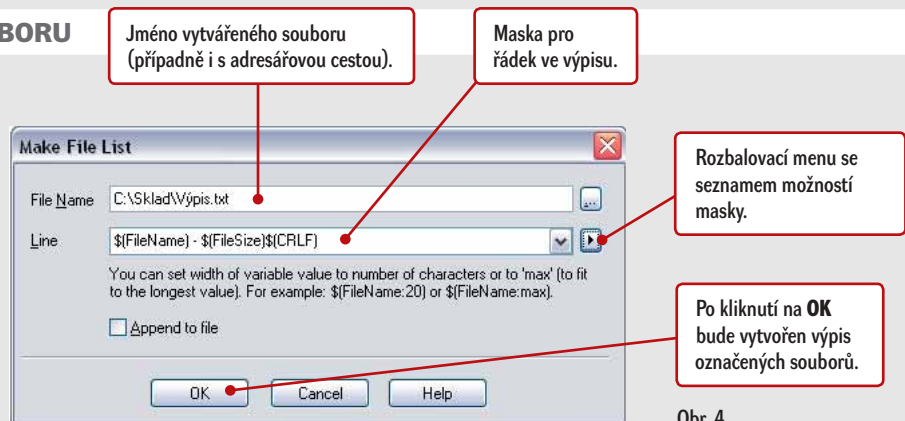 BORU
Jméno vytvářeného souboru
(případně i s adresářovou cestou).
Maska pro
řádek ve výpisu.
Make File List
File Name C:\Sklad\Výpis.txt ...
Line $(FileName) - $(FileSize)$(CRLF)
You can set width of variable value to number of characters or to 'max' (to fit
to the longest value). For example: $(FileName:20) or $(FileName:max).
Append to file
OK Cancel Help
Rozbalovací menu se
seznamem možností
masky.
Po kliknutí na OK
bude vytvořen výpis
označených souborů.
Obr. 4